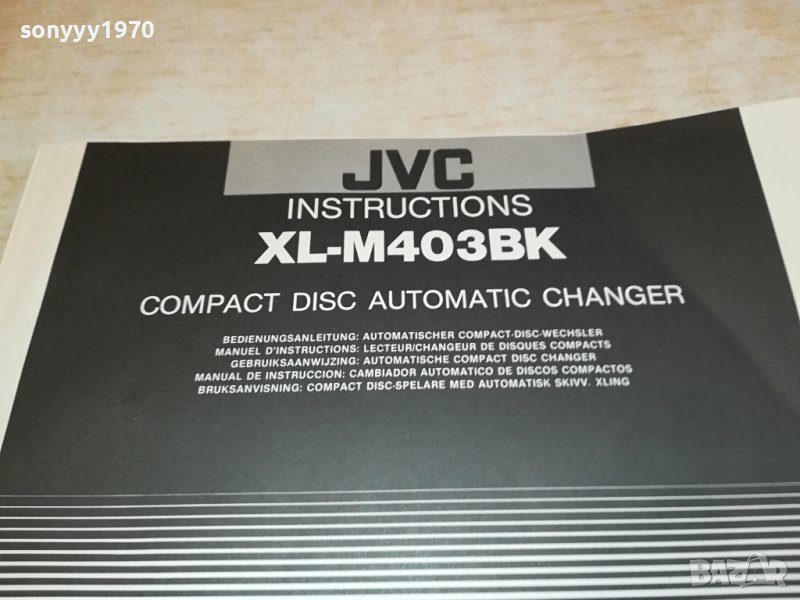 sonyyy1970
JVC
INSTRUCTIONS
XL-M403BK
COMPACT DISC AUTOMATIC CHANGER
BEDIENUNGSANLEITUNG: AUTOMATISCHER COMPACT-DISC-WECHSLER
MANUEL D'INSTRUCTIONS: LECTEUR/CHANGEUR DE DISQUES COMPACTS
GEBRUIKSAANWIJZING: AUTOMATISCHE COMPACT DISC CHANGER
MANUAL DE INSTRUCCION: CAMBIADOR AUTOMATICO DE DISCOS COMPACTOS
BRUKSANVISNING: COMPACT DISC-SPELARE MED AUTOMATISK SKIVV. XLING
BAZAR